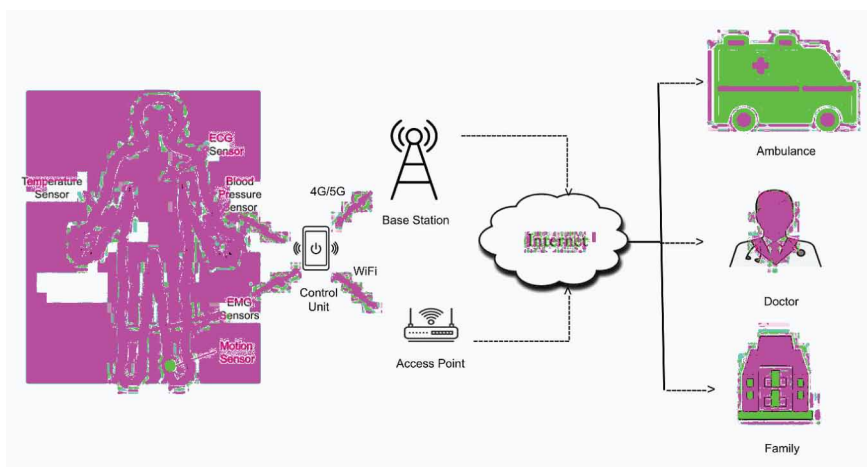 ECG
Sensor
Temperature
Sensor
Blood
Pressure
Sensor
EMG
Sensors
Motion
Sensor
4G/5G
WiFi
Control
Unit
Base Station
Access Point
Internet
Ambulance
Doctor
Family